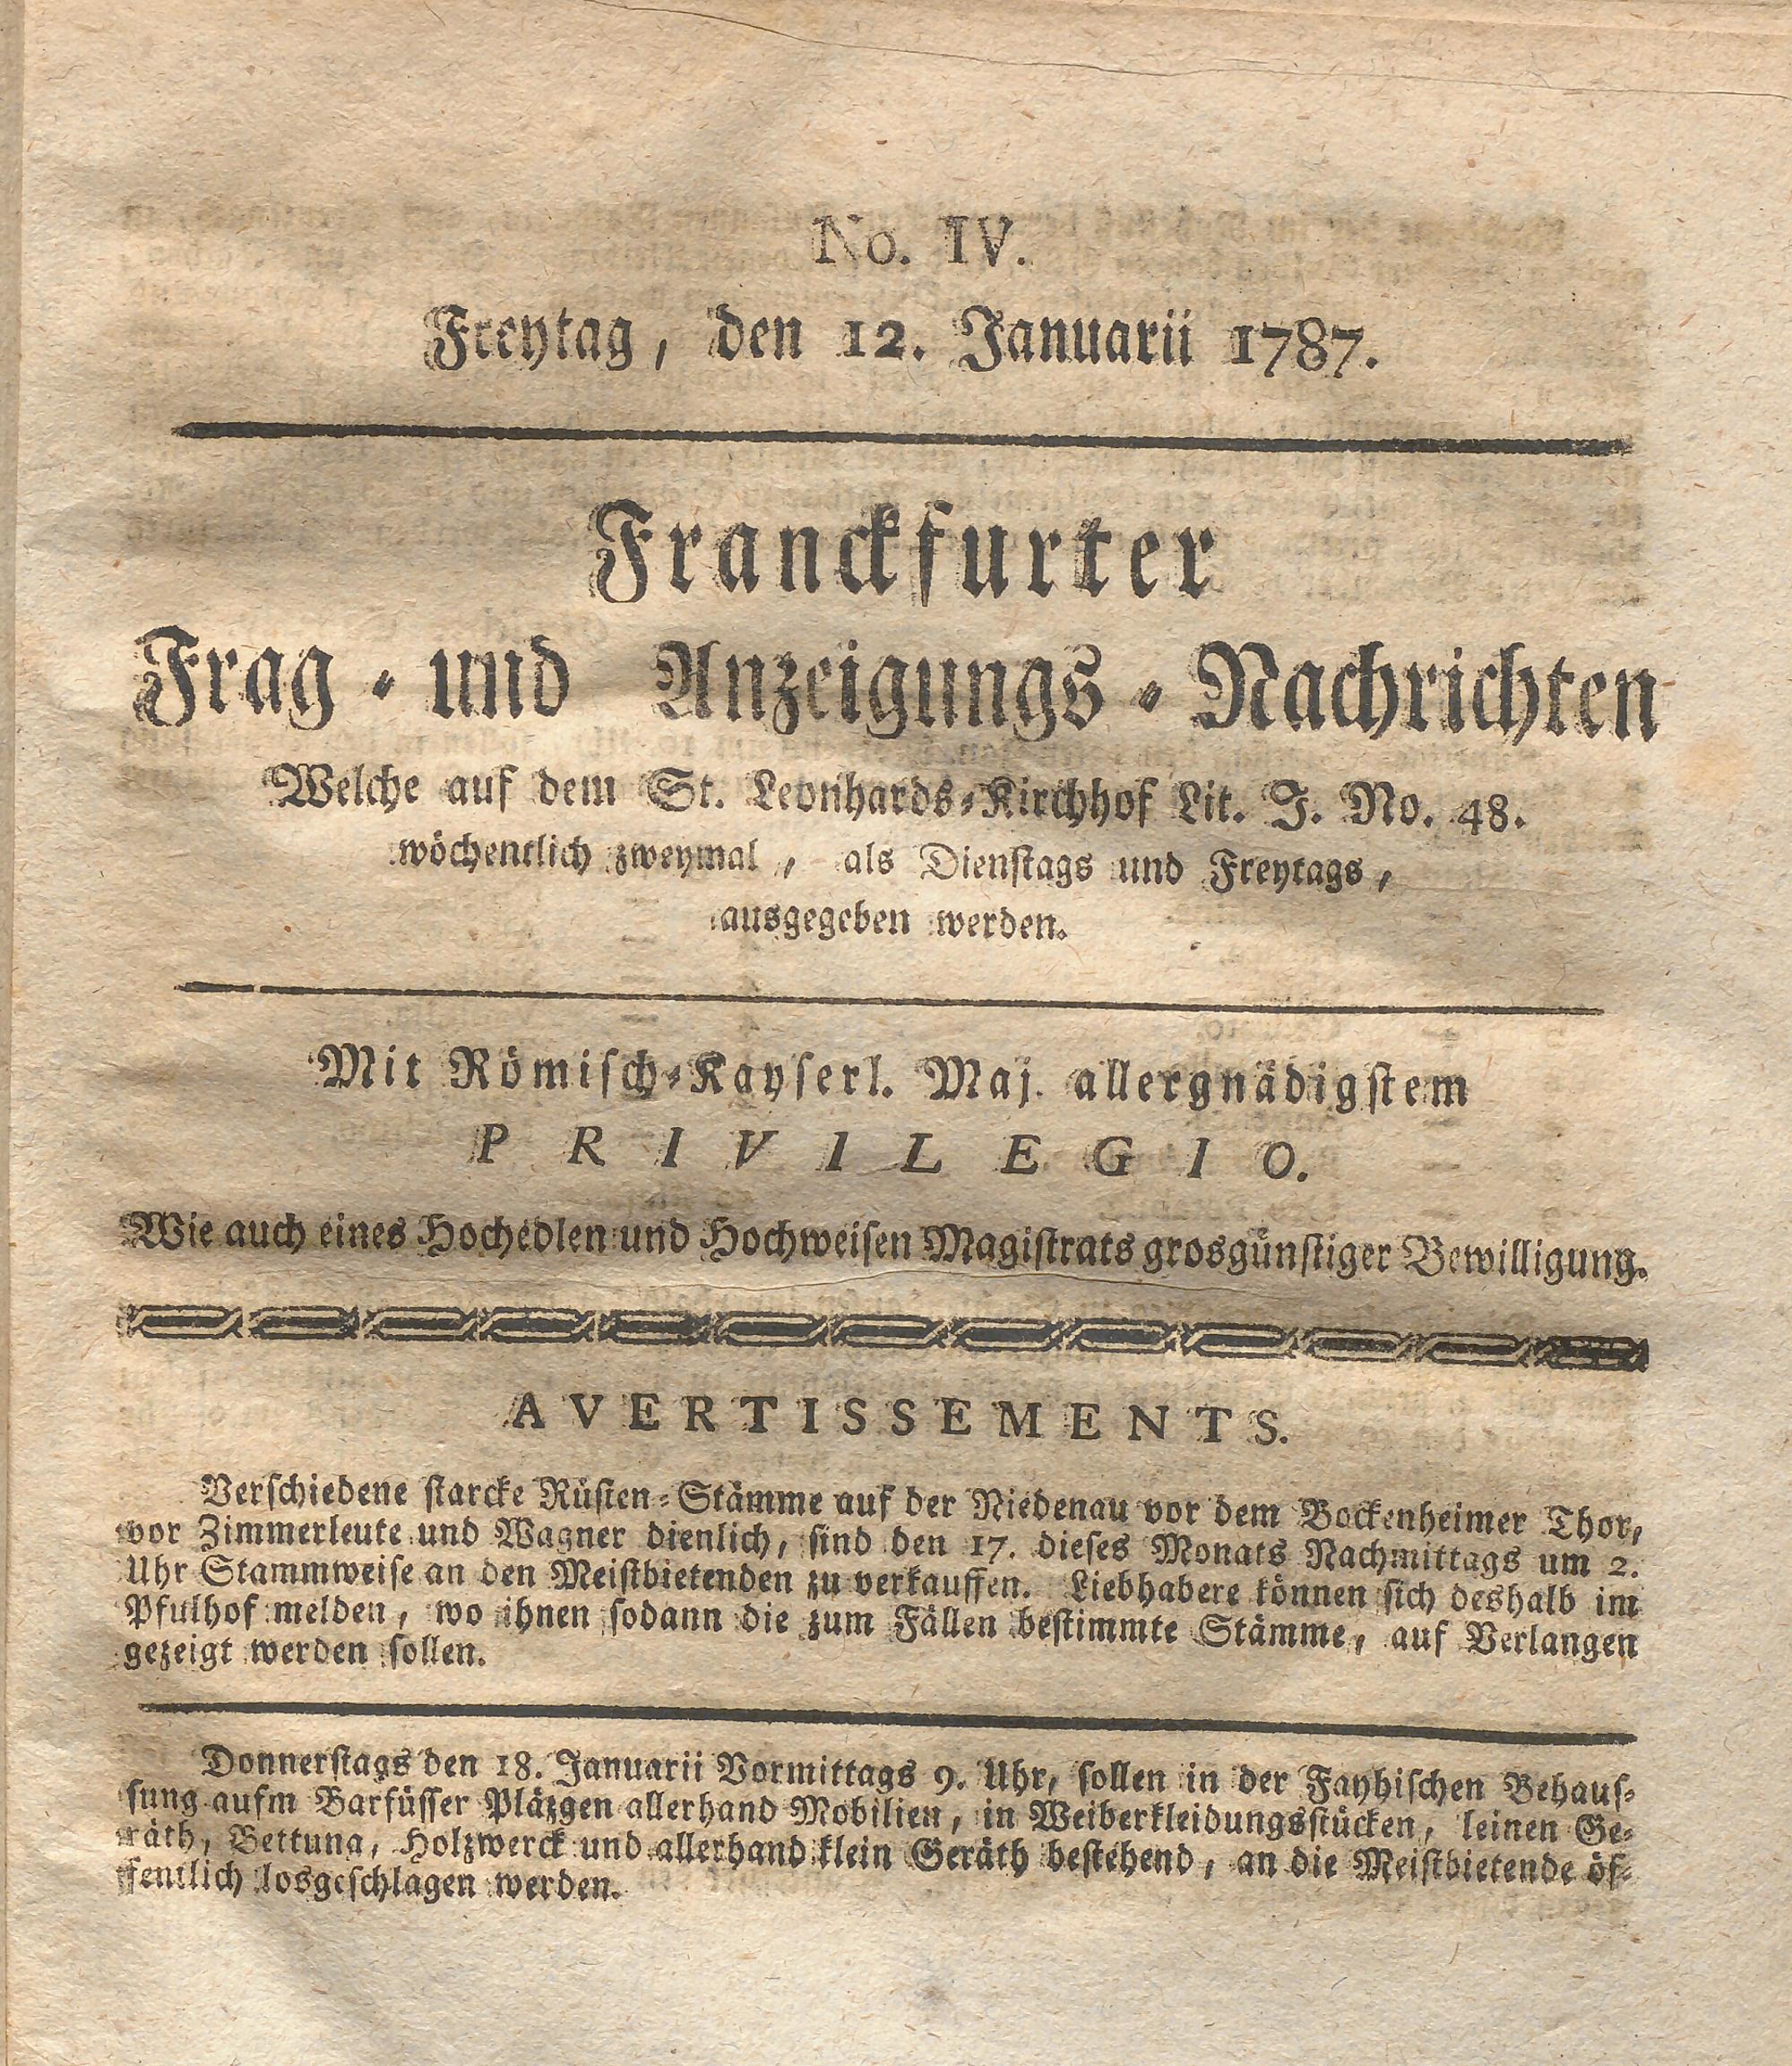 No. IV.
Freytag, den 12. Januarii 1787.
Franckfurter
Frag- und Anzeigungs-Nachrichten
Welche auf dem St. Leonhards-Kirchhof Lit. J. No. 48.
wöchentlich zweymal, als Dienstags und Freytags,
ausgegeben werden.
Mit Römisch-Kayserl. Maj. allergnädigstem
PRIVILEGIO.
Wie auch eines Hochedlen und Hochweisen Magistrats grosgünstiger Bewilligung.
AVERTISSEMENTS.
Verschiedene starcke Rüsten-Stämme auf der Niedenau vor dem Bockenheimer Thor,
vor Zimmerleute und Wagner dienlich, sind den 17. dieses Monats Nachmittags um 2.
Uhr Stammweise an den Meistbietenden zu verkauffen. Liebhabere können sich deshalb im
Pfulhof melden, wo ihnen sodann die zum Fällen bestimmte Stämme, auf Verlangen
gezeigt werden sollen.
Donnerstags den 18. Januarii Vormittags 9. Uhr, sollen in der Fayhischen Behaus-
sung aufm Barfüsser Pläzgen allerhand Mobilien, in Weiberkleidungsstücken, leinen Ge-
räth, Bettung, Holzwerck und allerhand klein Geräth bestehend, an die Meistbietende öf-
fentlich losgeschlagen werden.